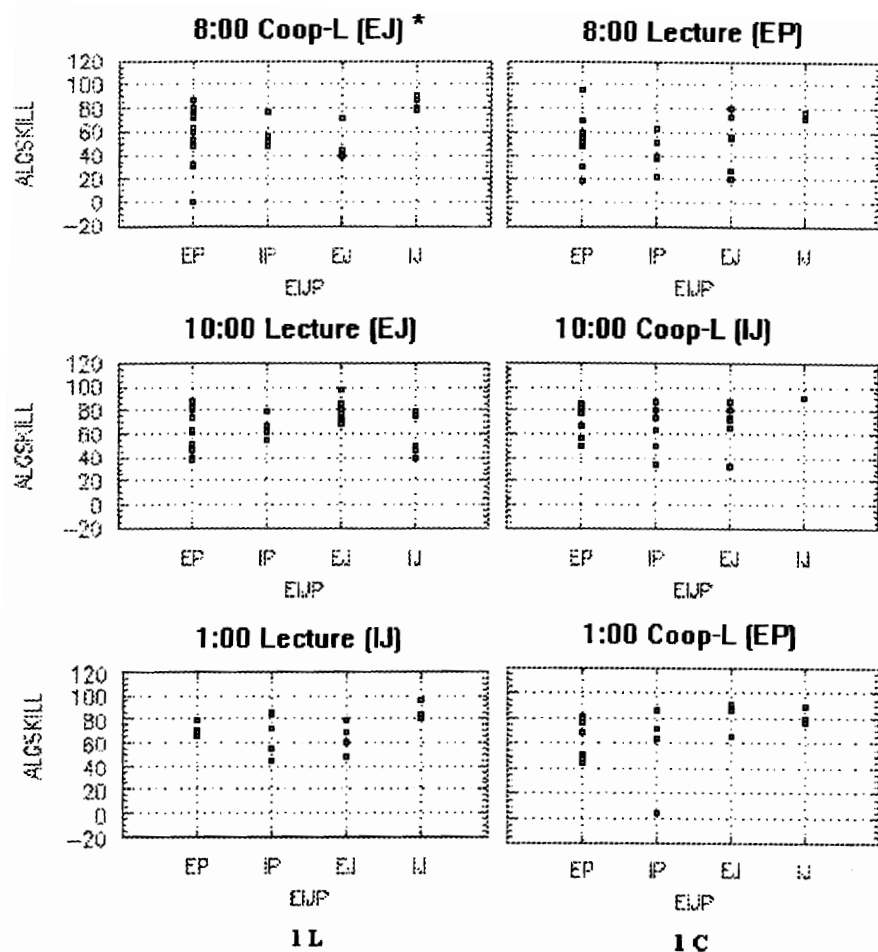 8:00 Coop-L (EJ) *
8:00 Lecture (EP)
ALGSKILL
120
100
80
60
40
20
0
-20
EP IP EJ IJ
EIJP
EP IP EJ IJ
EIJP
10:00 Lecture (EJ)
10:00 Coop-L (IJ)
ALGSKILL
120
100
80
60
40
20
0
-20
EP IP EJ IJ
EIJP
EP IP EJ IJ
EIJP
1:00 Lecture (IJ)
1:00 Coop-L (EP)
ALGSKILL
120
100
80
60
40
20
0
-20
EP IP EJ IJ
EIJP
EP IP EJ IJ
EIJP
1 L
1 C